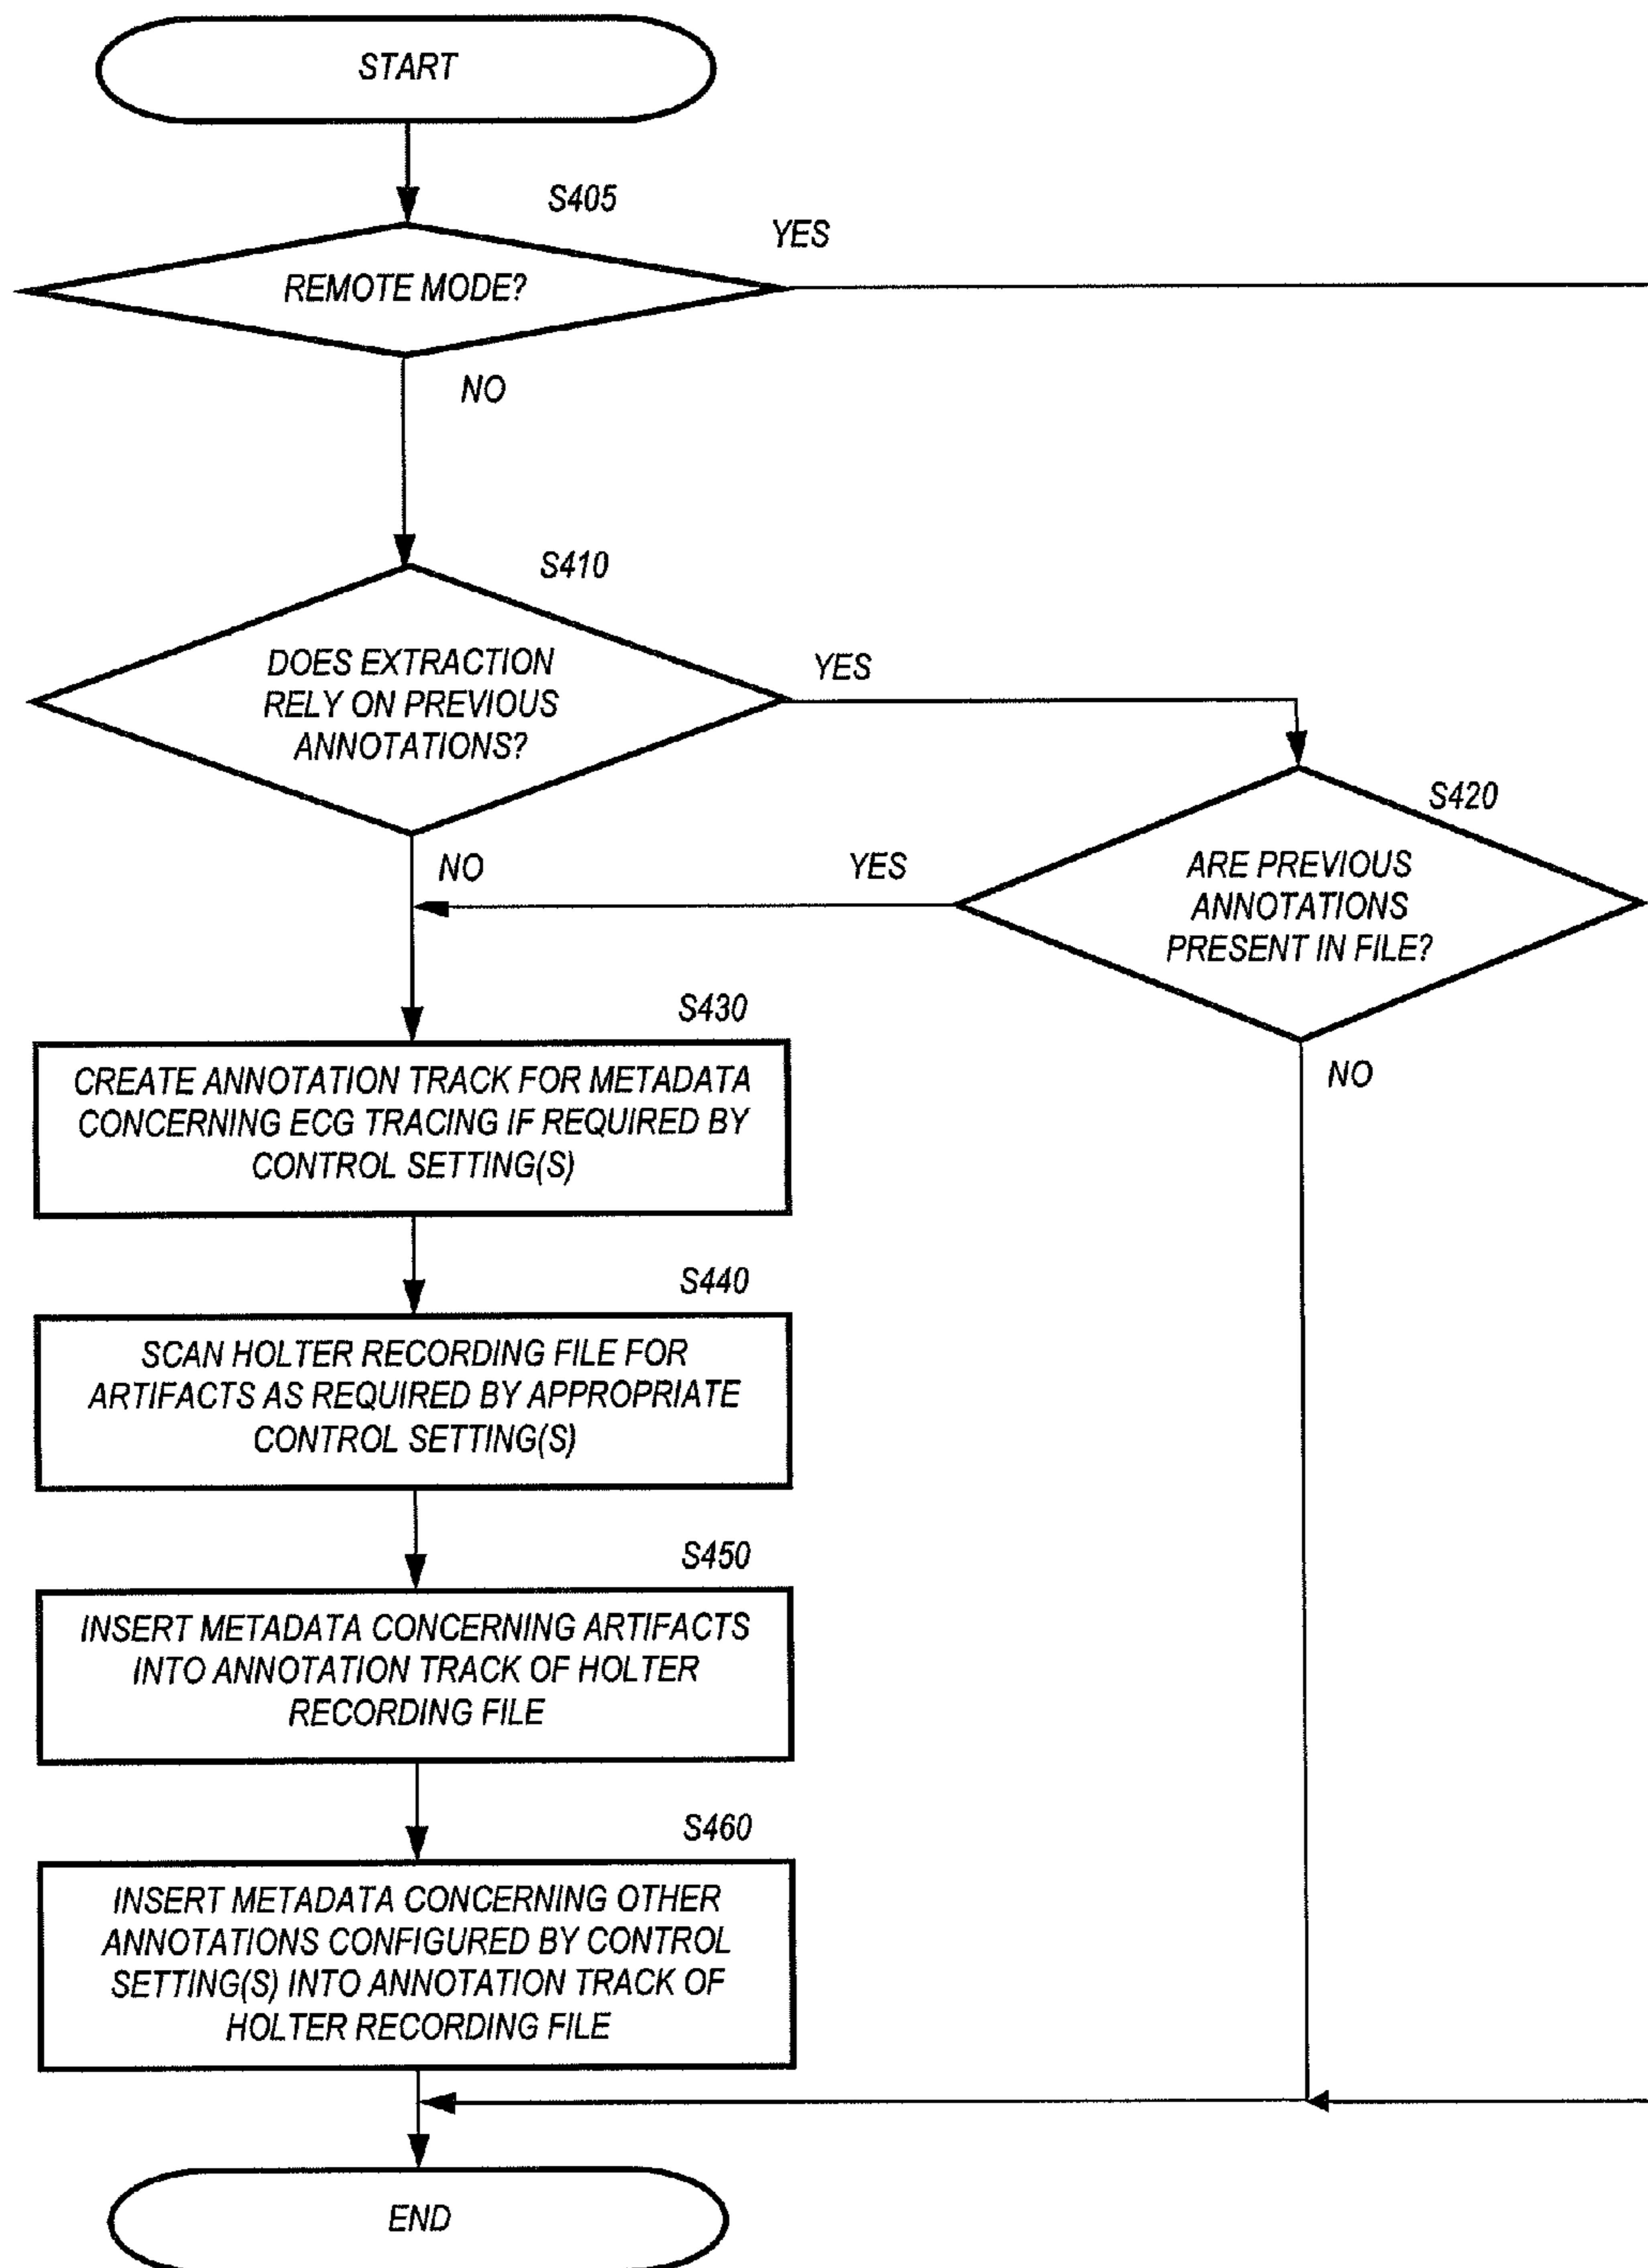 START
S405
YES
REMOTE MODE?
NO
S410
DOES EXTRACTION
RELY ON PREVIOUS
ANNOTATIONS?
YES
S420
NO
YES
ARE PREVIOUS
ANNOTATIONS
PRESENT IN FILE?
S430
NO
CREATE ANNOTATION TRACK FOR METADATA
CONCERNING ECG TRACING IF REQUIRED BY
CONTROL SETTING(S)
S440
SCAN HOLTER RECORDING FILE FOR
ARTIFACTS AS REQUIRED BY APPROPRIATE
CONTROL SETTING(S)
S450
INSERT METADATA CONCERNING ARTIFACTS
INTO ANNOTATION TRACK OF HOLTER
RECORDING FILE
S460
INSERT METADATA CONCERNING OTHER
ANNOTATIONS CONFIGURED BY CONTROL
SETTING(S) INTO ANNOTATION TRACK OF
HOLTER RECORDING FILE
END